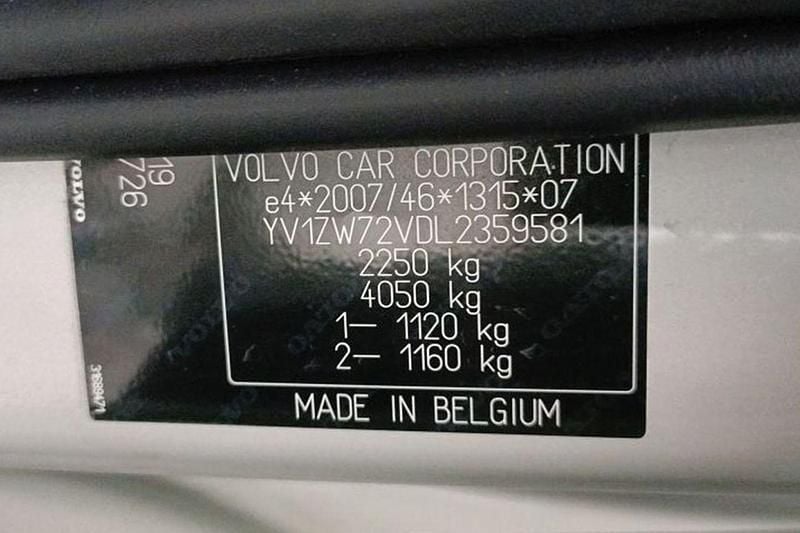 VOLVO CAR CORPORATION
e4*2007/46*1315*07
YV1ZW72VDL2359581
2250 kg
4050 kg
1— 1120 kg
2— 1160 kg
MADE IN BELGIUM
VOLVO
19
726
31689471